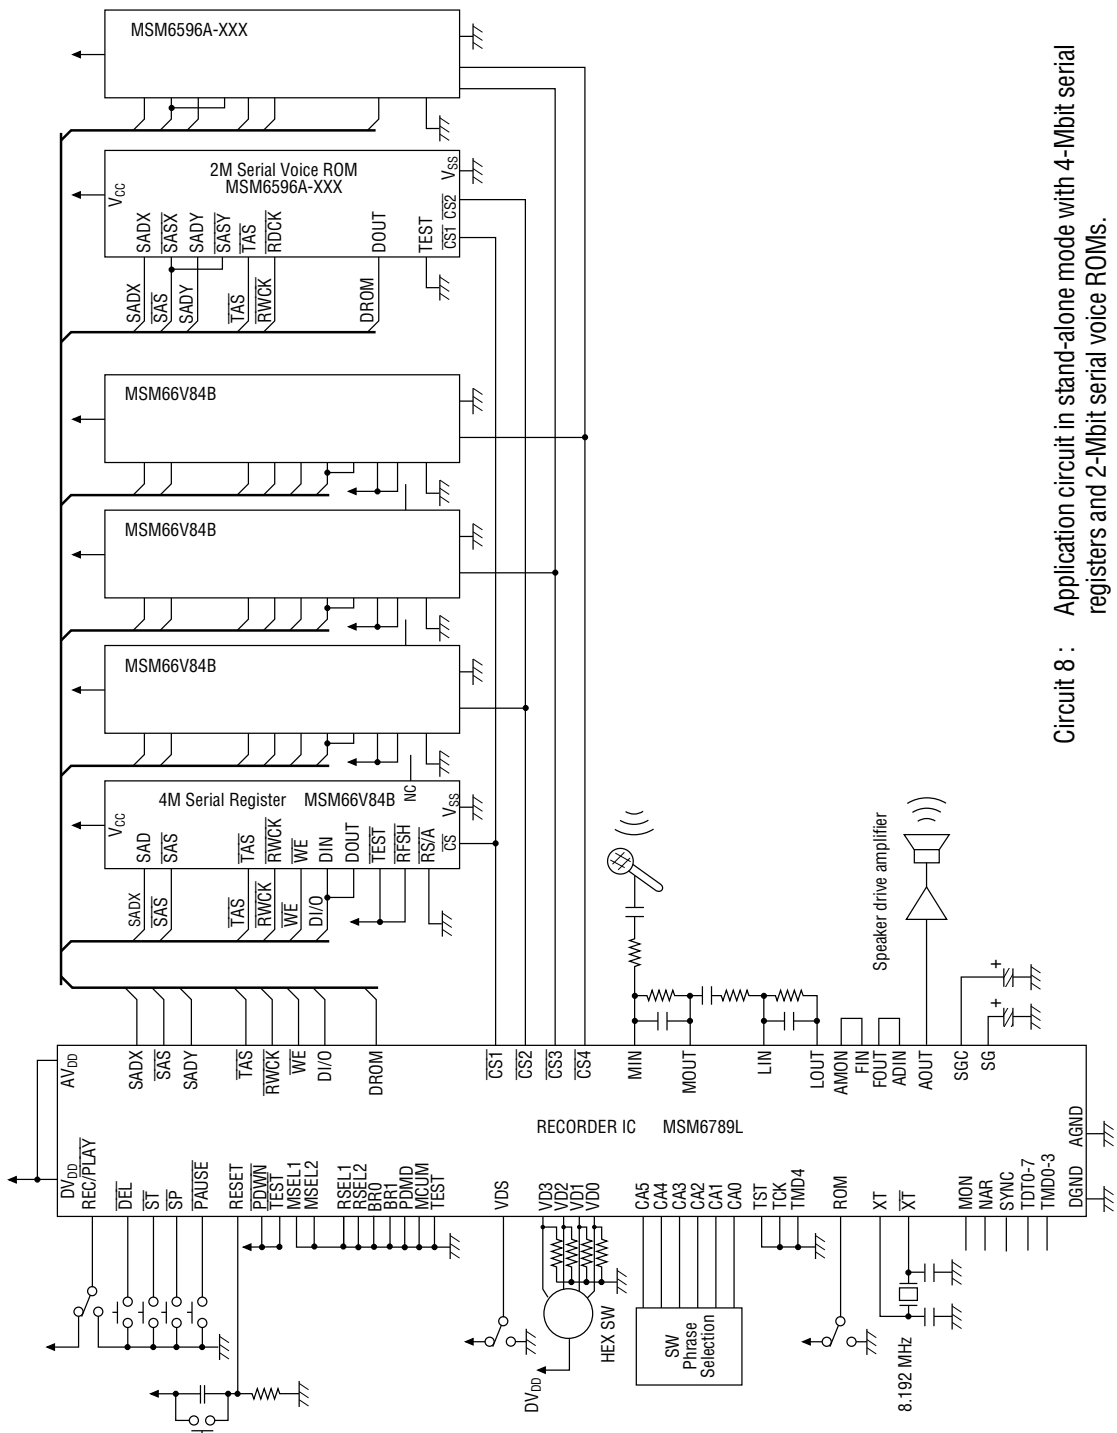 MSM6596A-XXX
2M Serial Voice ROM
MSM6596A-XXX
VCC
VSS
SADX
SASX
SADY
SASY
TAS
RDCK
DOUT
TEST
CS1
CS2
SADX
SAS
SADY
TAS
RWCK
DROM
MSM66V84B
MSM66V84B
MSM66V84B
4M Serial Register MSM66V84B
NC
VCC
VSS
SAD
SAS
TAS
RWCK
WE
DIN
DOUT
TEST
RFSH
RS/A
CS
SADX
SAS
TAS
RWCK
WE
DI/O
Speaker drive amplifier
+
+
AVDD
SADX
SAS
SADY
TAS
RWCK
WE
DI/O
DROM
CS1
CS2
CS3
CS4
MIN
MOUT
LIN
LOUT
AMON
FIN
FOUT
ADIN
AOUT
SGC
SG
RECORDER IC MSM6789L
DVDD
REC/PLAY
DEL
ST
SP
PAUSE
RESET
PDWN
TEST
MSEL1
MSEL2
RSEL1
RSEL2
BR0
BR1
PDMD
MCUM
TEST
VDS
VD3
VD2
VD1
VD0
CA5
CA4
CA3
CA2
CA1
CA0
TST
TCK
TMD4
ROM
XT
XT
MON
NAR
SYNC
TDT0-7
TMD0-3
DGND
AGND
DVDD
HEX SW
SW
Phrase
Selection
8.192 MHz
Circuit 8 : Application circuit in stand-alone mode with 4-Mbit serial
registers and 2-Mbit serial voice ROMs.